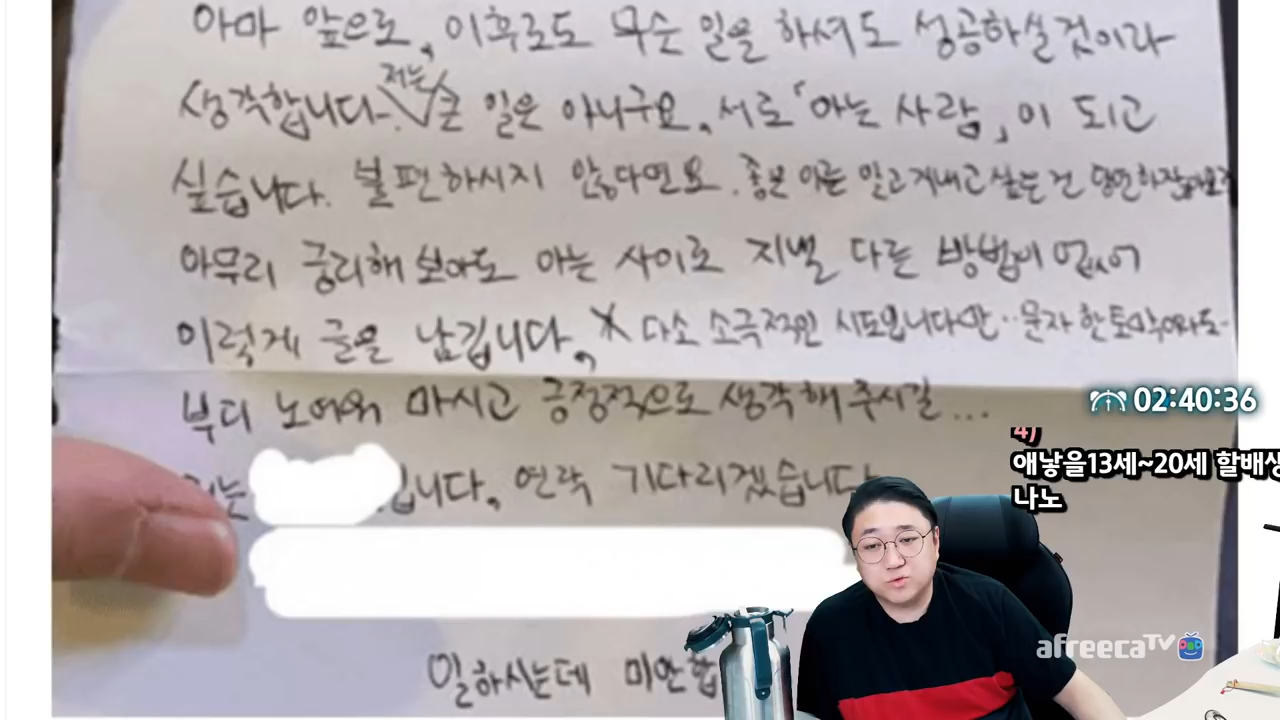 아마 앞으로, 이후로도 무슨 일을 하셔도 성공하실 것이라
생각합니다. 저는 큰 일은 아니구요, 서로 「아는 사람」이 되고
싶습니다. 불편하시지 않다면요. 좋은 이를 알고 지내고 싶은 건 당연하잖아요
아무리 궁리해 보아도 아는 사이로 지낼 다른 방법이 없어
이렇게 글을 남깁니다, 다소 소극적인 시도입니다만.. 문자 한 토막이라도
부디 노여워 마시고 긍정적으로 생각해 주시길...
입니다, 연락 기다리겠습니다
일하시는데 미안합
02:40:36
4)
애낳을13세~20세 할배상
나노
afreecaTV